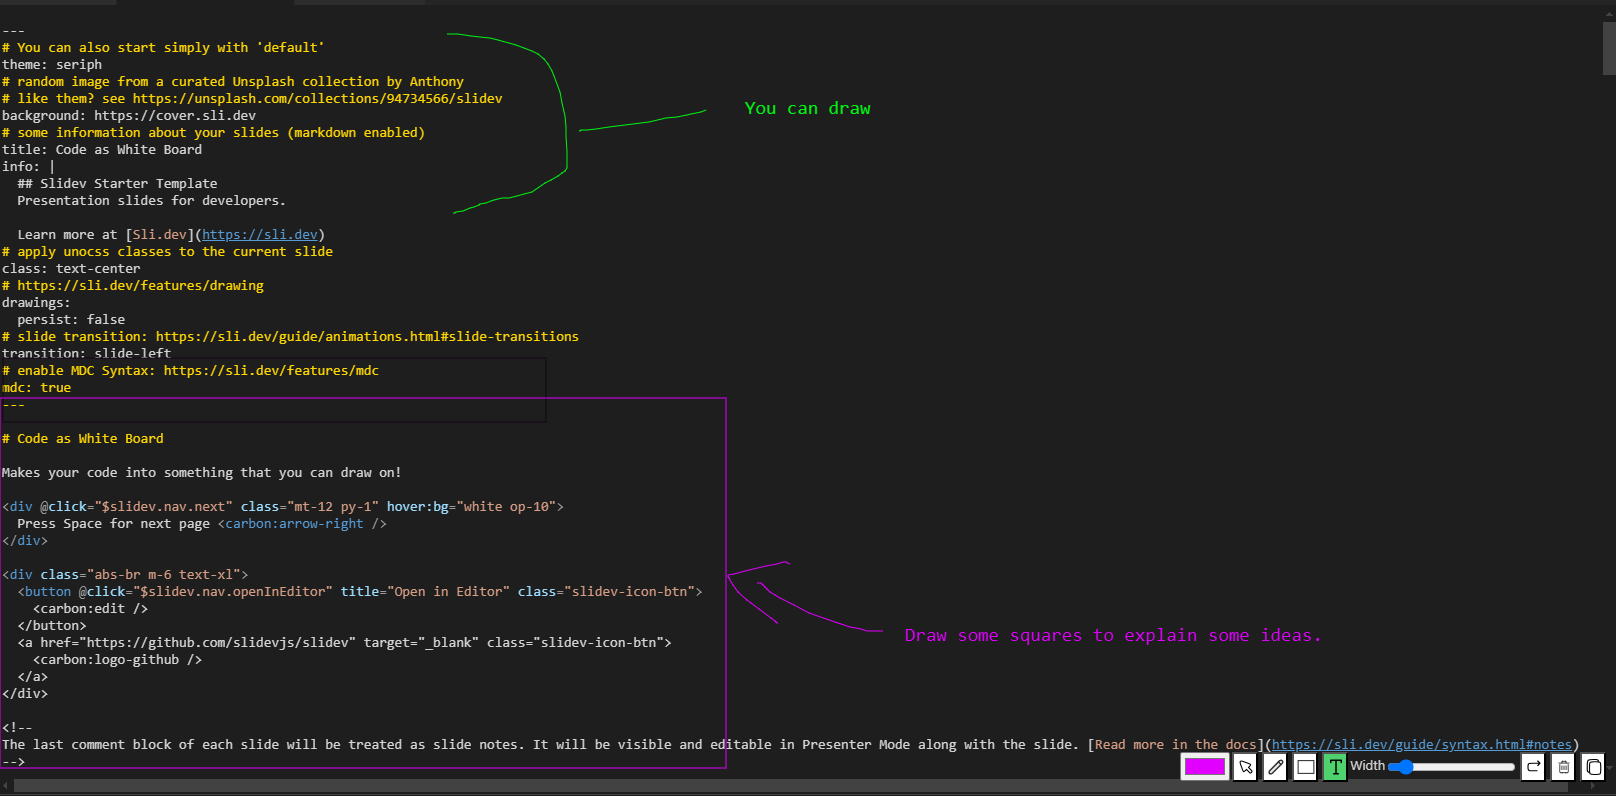 ---
# You can also start simply with 'default'
theme: seriph
# random image from a curated Unsplash collection by Anthony
# like them? see https://unsplash.com/collections/94734566/slidev
background: https://cover.sli.dev
# some information about your slides (markdown enabled)
title: Code as White Board
info: |
  ## Slidev Starter Template
  Presentation slides for developers.

  Learn more at [Sli.dev](https://sli.dev)
# apply unocss classes to the current slide
class: text-center
# https://sli.dev/features/drawing
drawings:
  persist: false
# slide transition: https://sli.dev/guide/animations.html#slide-transitions
transition: slide-left
# enable MDC Syntax: https://sli.dev/features/mdc
mdc: true
---

# Code as White Board

Makes your code into something that you can draw on!

<div @click="$slidev.nav.next" class="mt-12 py-1" hover:bg="white op-10">
  Press Space for next page <carbon:arrow-right />
</div>

<div class="abs-br m-6 text-xl">
  <button @click="$slidev.nav.openInEditor" title="Open in Editor" class="slidev-icon-btn">
    <carbon:edit />
  </button>
  <a href="https://github.com/slidevjs/slidev" target="_blank" class="slidev-icon-btn">
    <carbon:logo-github />
  </a>
</div>

<!--
The last comment block of each slide will be treated as slide notes. It will be visible and editable in Presenter Mode along with the slide. [Read more in the docs](https://sli.dev/guide/syntax.html#notes)
-->
You can draw
Draw some squares to explain some ideas.
T
Width